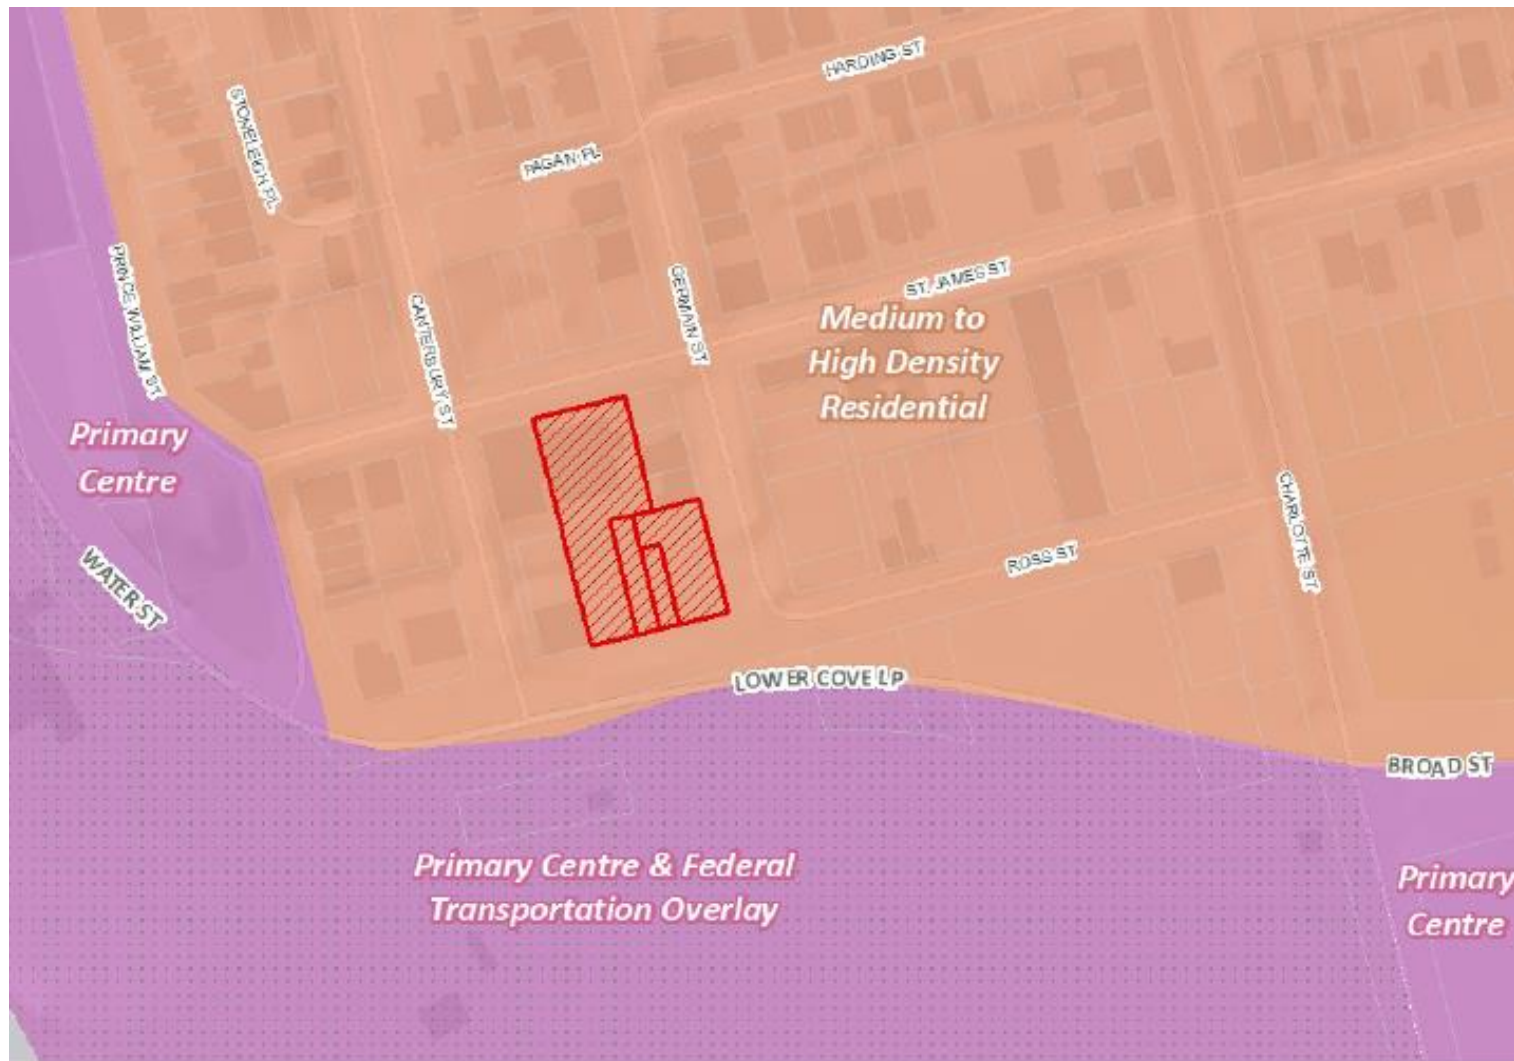 HARDING ST
STONELEIGH PL
PAGAN PL
PRINCE WILLIAM ST
CANTERBURY ST
GERMAIN ST
ST. JAMES ST
Medium to
High Density
Residential
Primary
Centre
WATER ST
ROSS ST
CHARLOTTE ST
LOWER COVE LP
BROAD ST
Primary Centre & Federal
Transportation Overlay
Primary
Centre